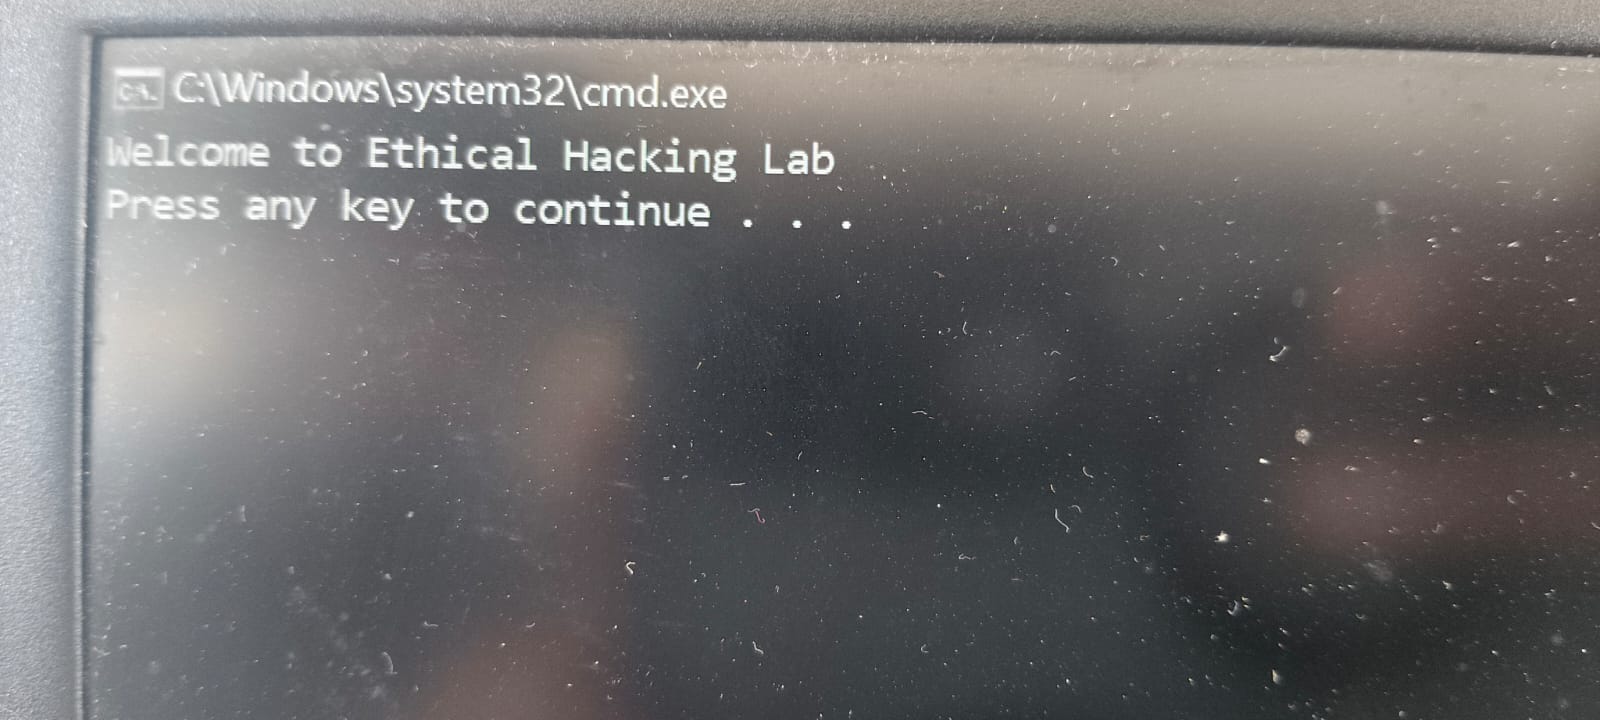 C:\Windows\system32\cmd.exe
Welcome to Ethical Hacking Lab
Press any key to continue . . .